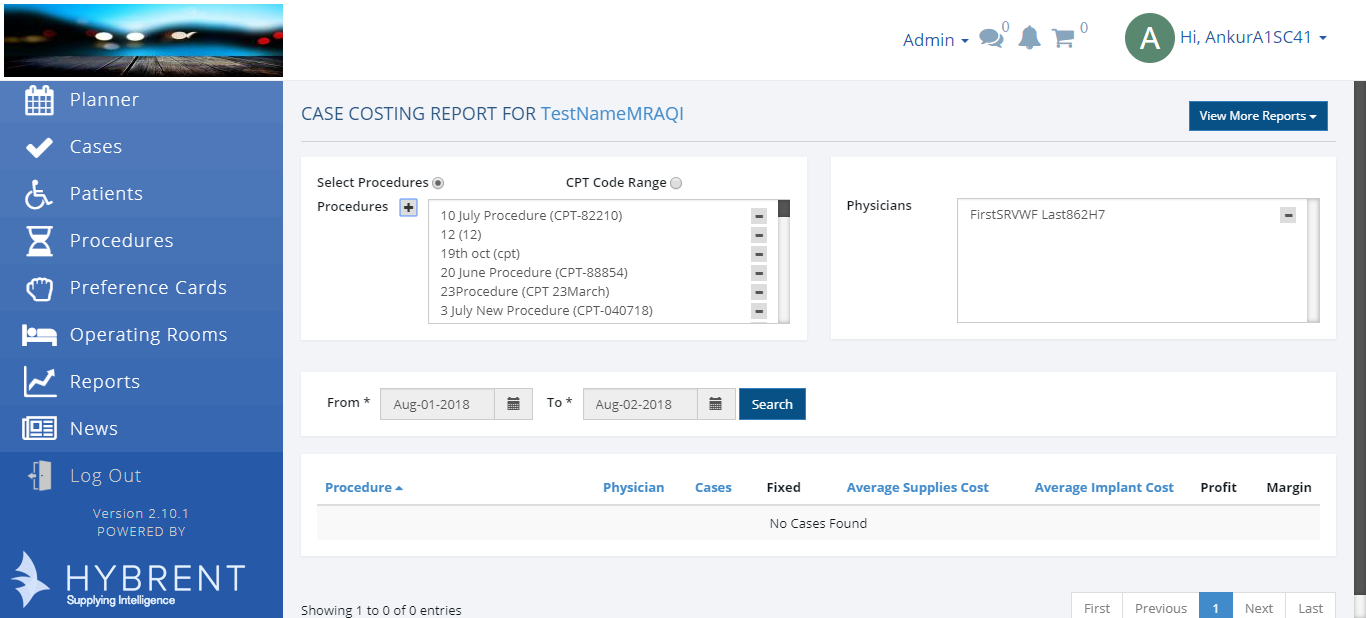 Admin
0
0
A
Hi, AnkurA1SC41
Planner
Cases
Patients
Procedures
Preference Cards
Operating Rooms
Reports
News
Log Out
Version 2.10.1
POWERED BY
HYBRENT
Supplying Intelligence
CASE COSTING REPORT FOR TestNameMRAQI
View More Reports
Select Procedures
CPT Code Range
Procedures
10 July Procedure (CPT-82210)
12 (12)
19th oct (cpt)
20 June Procedure (CPT-88854)
23Procedure (CPT 23March)
3 July New Procedure (CPT-040718)
Physicians
FirstSRVWF Last862H7
From * Aug-01-2018 To * Aug-02-2018 Search
Procedure Physician Cases Fixed Average Supplies Cost Average Implant Cost Profit Margin
No Cases Found
Showing 1 to 0 of 0 entries
First Previous 1 Next Last